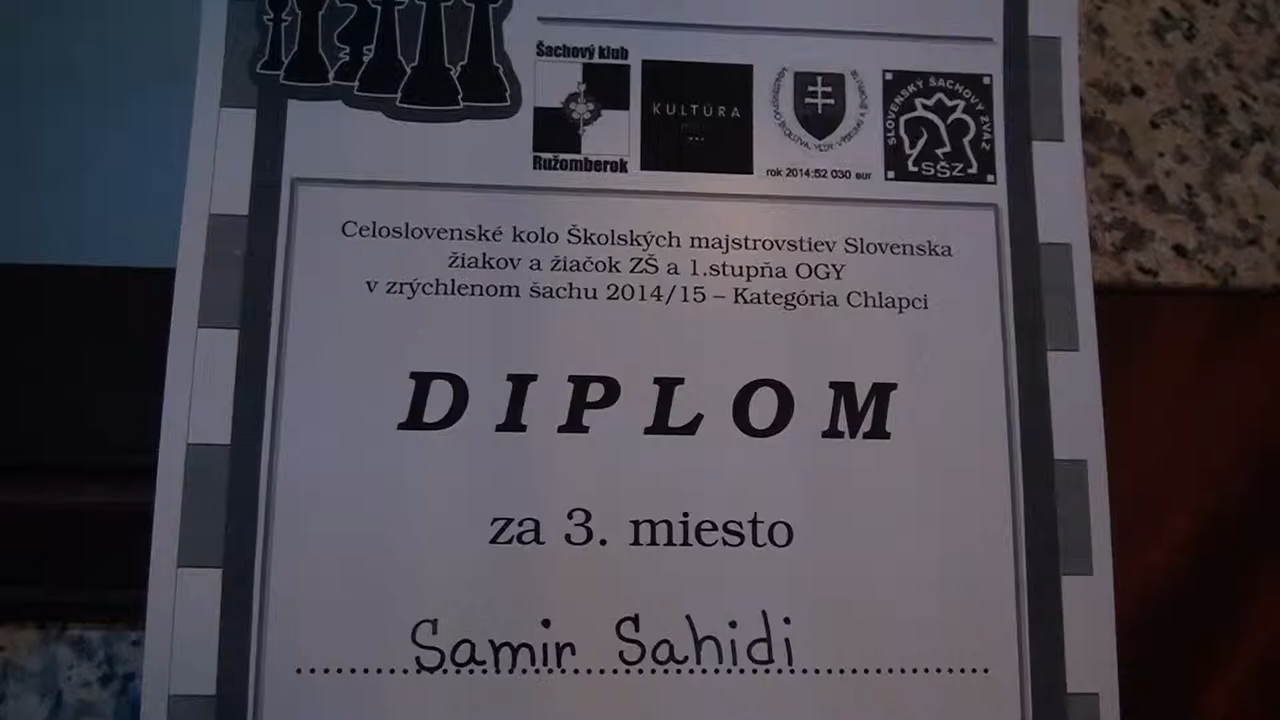 Šachový klub
Ružomberok
KULTÚRA
rok 2014:52 030 eur
SLOVENSKÝ ŠACHOVÝ ZVÄZ
SŠZ
Celoslovenské kolo Školských majstrovstiev Slovenska
žiakov a žiačok ZŠ a 1.stupňa OGY
v zrýchlenom šachu 2014/15 – Kategória Chlapci
DIPLOM
za 3. miesto
Samir Sahidi